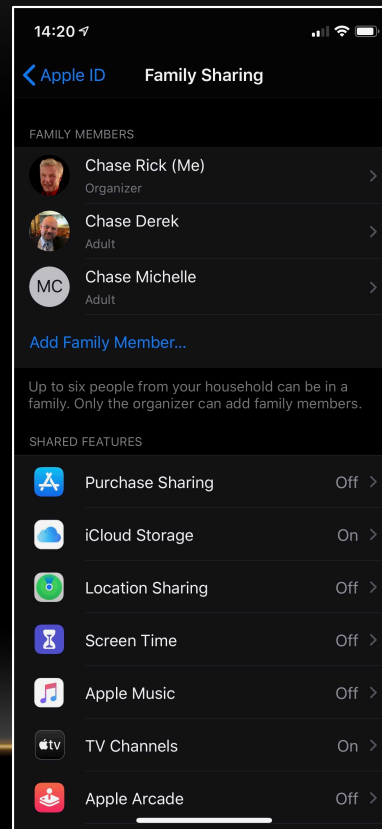 14:20
Apple ID
Family Sharing
FAMILY MEMBERS
Chase Rick (Me)
Organizer
Chase Derek
Adult
MC
Chase Michelle
Adult
Add Family Member...
Up to six people from your household can be in a
family. Only the organizer can add family members.
SHARED FEATURES
Purchase Sharing Off
iCloud Storage On
Location Sharing Off
Screen Time Off
Apple Music Off
tv
TV Channels On
Apple Arcade Off